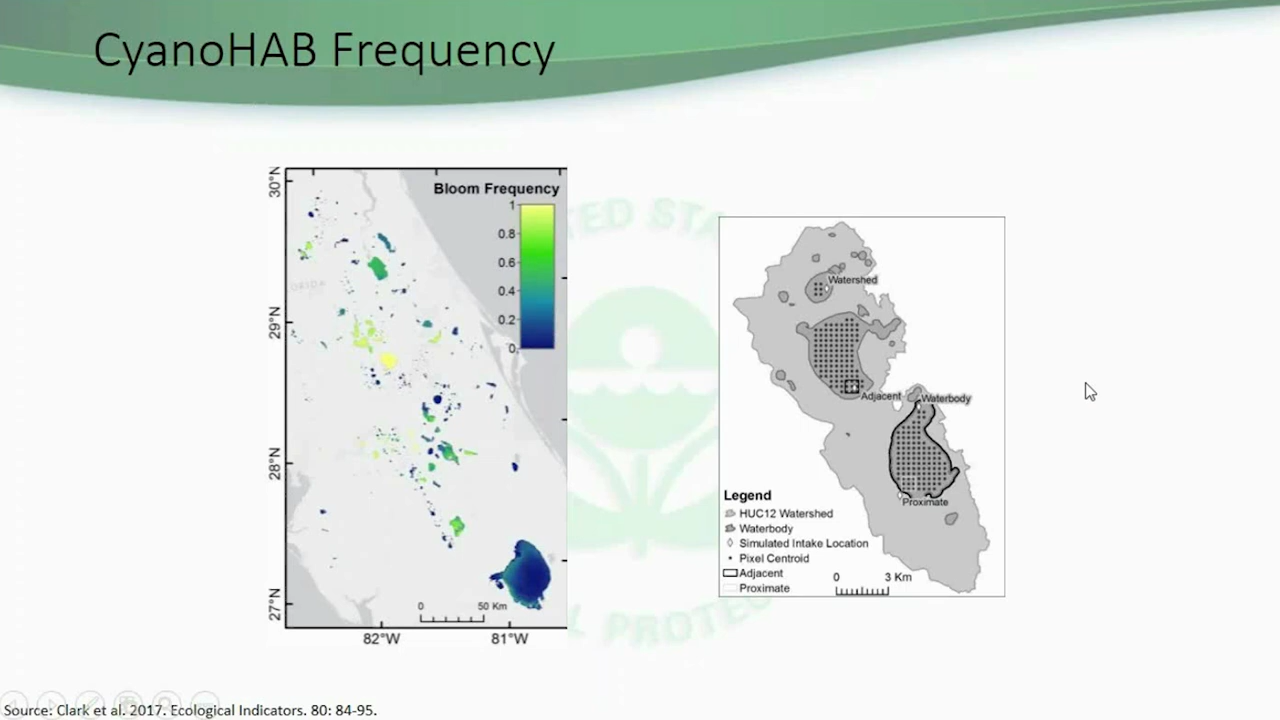 CyanoHAB Frequency
30°N
29°N
28°N
27°N
82°W
81°W
Bloom Frequency
1
0.8
0.6
0.4
0.2
0
0 50 Km
Watershed
Adjacent
Waterbody
Proximate
Legend
HUC12 Watershed
Waterbody
Simulated Intake Location
Pixel Centroid
Adjacent
Proximate
0 3 Km
Source: Clark et al. 2017. Ecological Indicators. 80: 84-95.